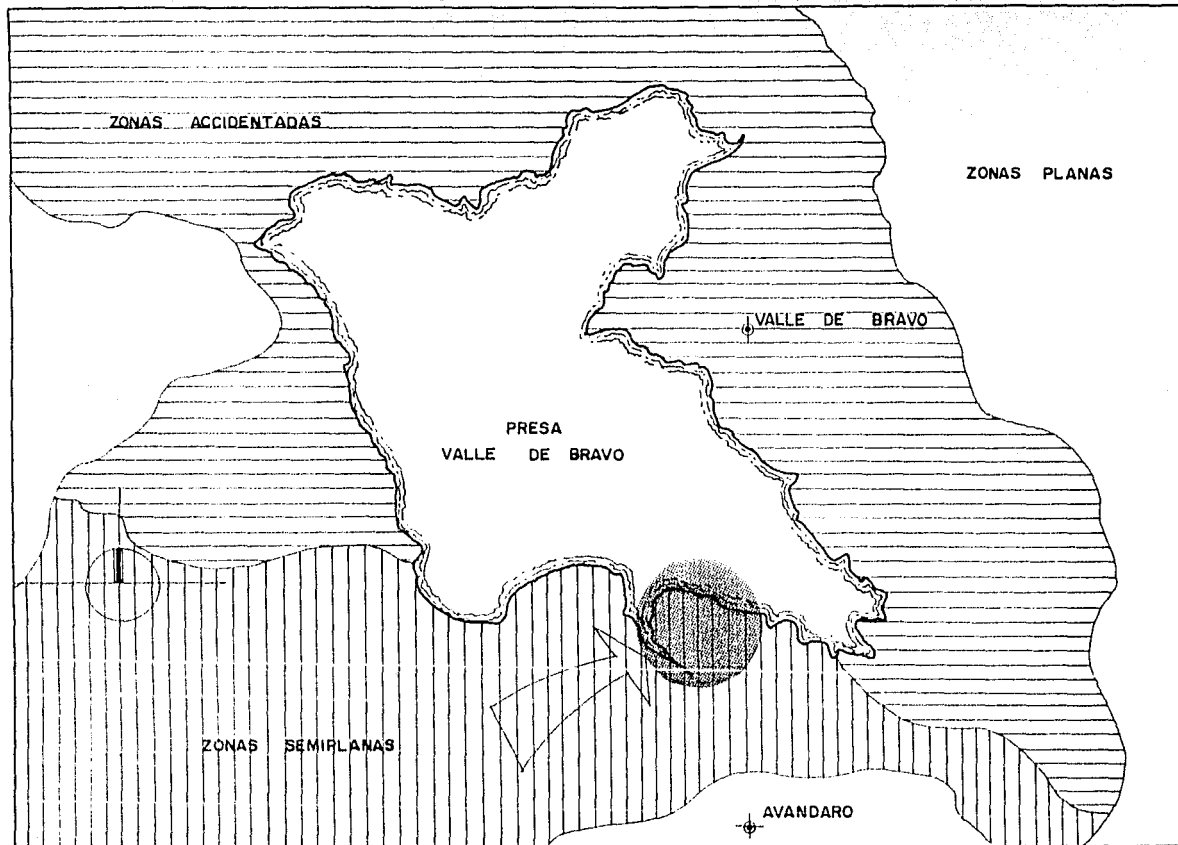 ZONAS ACCIDENTADAS
ZONAS PLANAS
VALLE DE BRAVO
PRESA
VALLE DE BRAVO
ZONAS SEMIPLANAS
AVANDARO